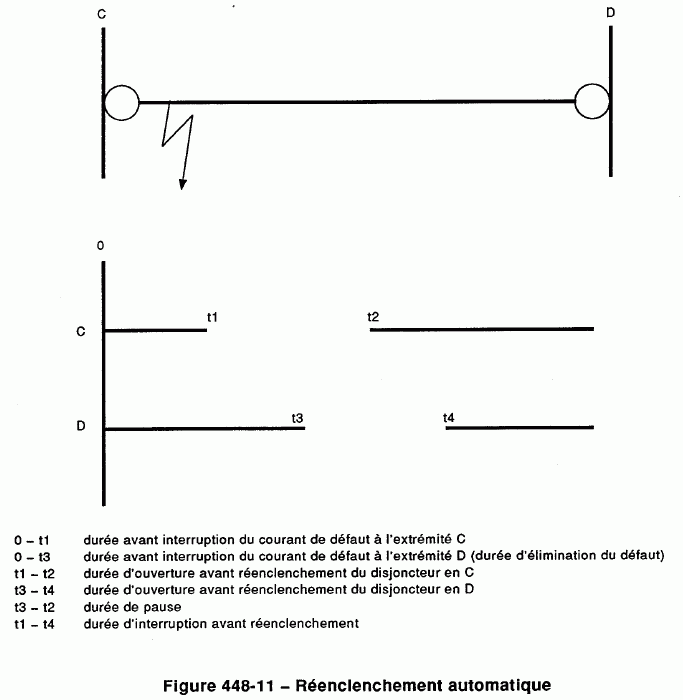 C D
0
t1 t2
C
t3 t4
D
0 – t1 durée avant interruption du courant de défaut à l'extrémité C
0 – t3 durée avant interruption du courant de défaut à l'extrémité D (durée d'élimination du défaut)
t1 – t2 durée d'ouverture avant réenclenchement du disjoncteur en C
t3 – t4 durée d'ouverture avant réenclenchement du disjoncteur en D
t3 – t2 durée de pause
t1 – t4 durée d'interruption avant réenclenchement
Figure 448-11 – Réenclenchement automatique